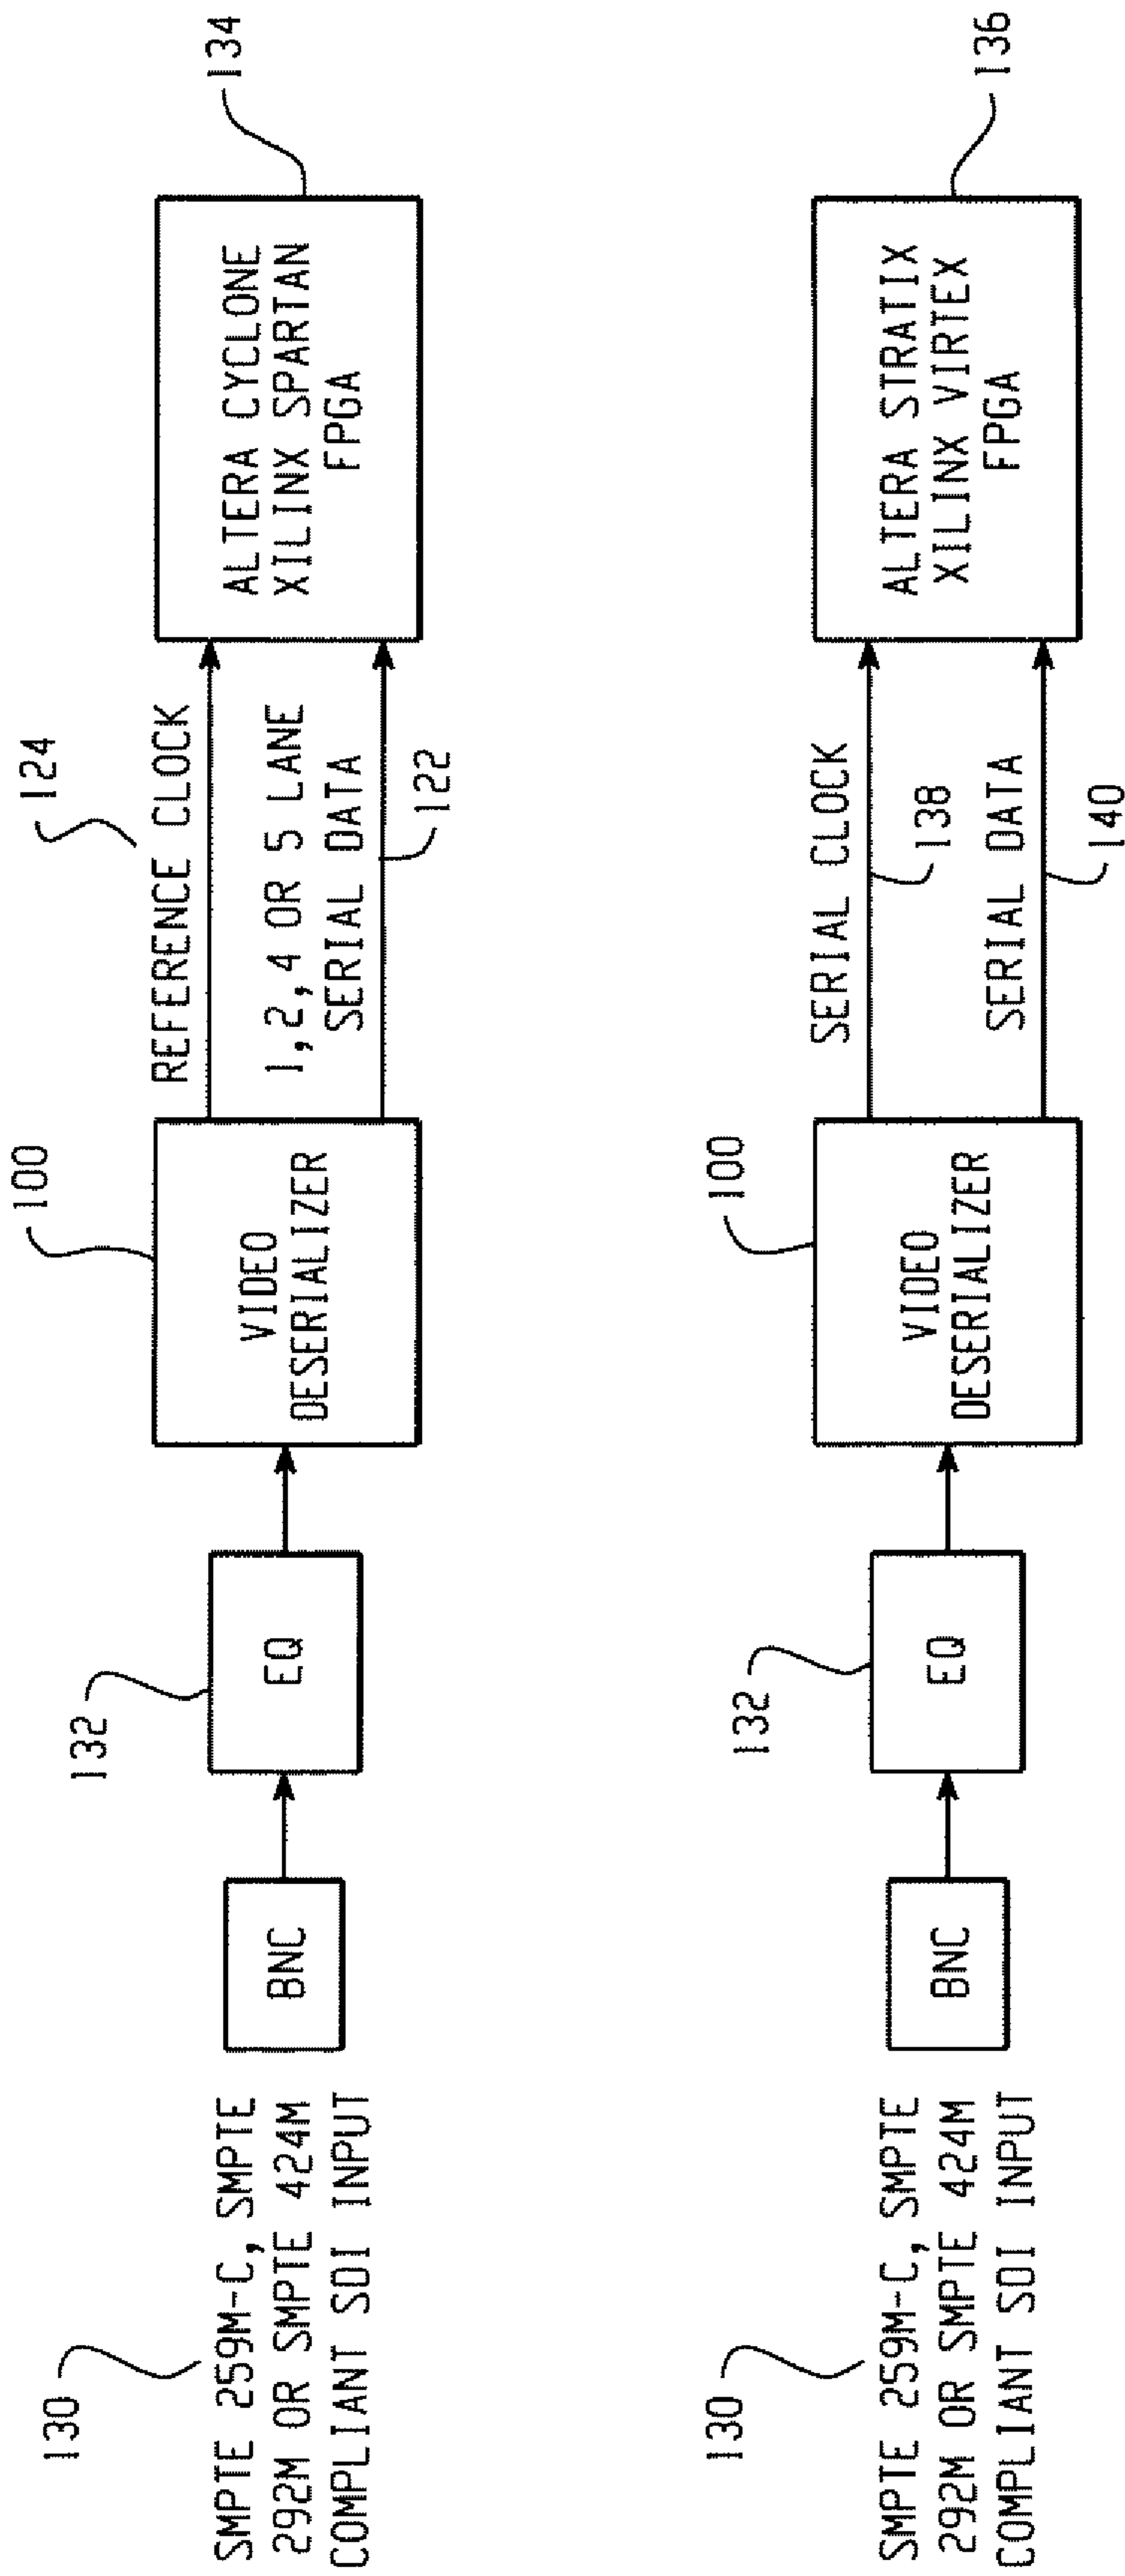 130
SMPTE 259M-C, SMPTE
292M OR SMPTE 424M
COMPLIANT SDI INPUT
BNC
132
EQ
100
VIDEO
DESERIALIZER
124
REFERENCE CLOCK
1,2,4 OR 5 LANE
SERIAL DATA
122
134
ALTERA CYCLONE
XILINX SPARTAN
FPGA
130
SMPTE 259M-C, SMPTE
292M OR SMPTE 424M
COMPLIANT SDI INPUT
BNC
132
EQ
100
VIDEO
DESERIALIZER
SERIAL CLOCK
138
SERIAL DATA
140
136
ALTERA STRATIX
XILINX VIRTEX
FPGA